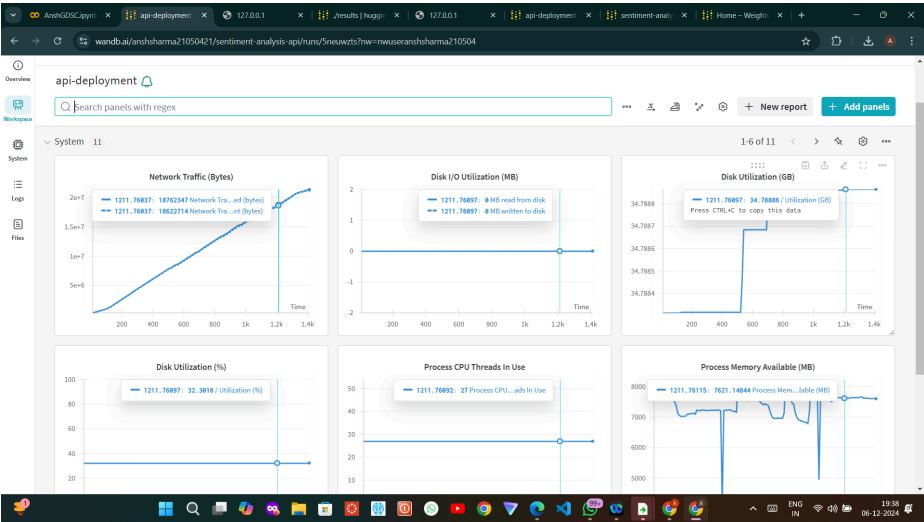 AnshGDSC.ipynb
api-deployment
127.0.0.1
./results | huggin
127.0.0.1
api-deployment
sentiment-analy
Home – Weights
wandb.ai/anshsharma21050421/sentiment-analysis-api/runs/5neuwzts?nw=nwuseranshsharma210504
A
Overview
Workspace
System
Logs
Files
api-deployment
Search panels with regex
New report
Add panels
System 11
1-6 of 11
Network Traffic (Bytes)
2e+7
1.5e+7
1e+7
5e+6
1211.76037: 18762347 Network Tra...ed (bytes)
1211.76037: 18622714 Network Tra...nt (bytes)
Time
200 400 600 800 1k 1.2k 1.4k
Disk I/O Utilization (MB)
2
1
0
-1
-2
1211.76097: 0 MB read from disk
1211.76097: 0 MB written to disk
Time
200 400 600 800 1k 1.2k 1.4k
Disk Utilization (GB)
34.7888
34.7887
34.7886
34.7885
34.7884
1211.76097: 34.78886 / Utilization (GB)
Press CTRL+C to copy this data
Time
200 400 600 800 1k 1.2k 1.4k
Disk Utilization (%)
100
80
60
40
20
1211.76097: 32.3018 / Utilization (%)
Process CPU Threads In Use
50
40
30
20
10
1211.76092: 27 Process CPU...ads In Use
Process Memory Available (MB)
8000
7000
6000
5000
1211.76115: 7621.14844 Process Mem...lable (MB)
1
99+
ENG
IN
19:38
06-12-2024